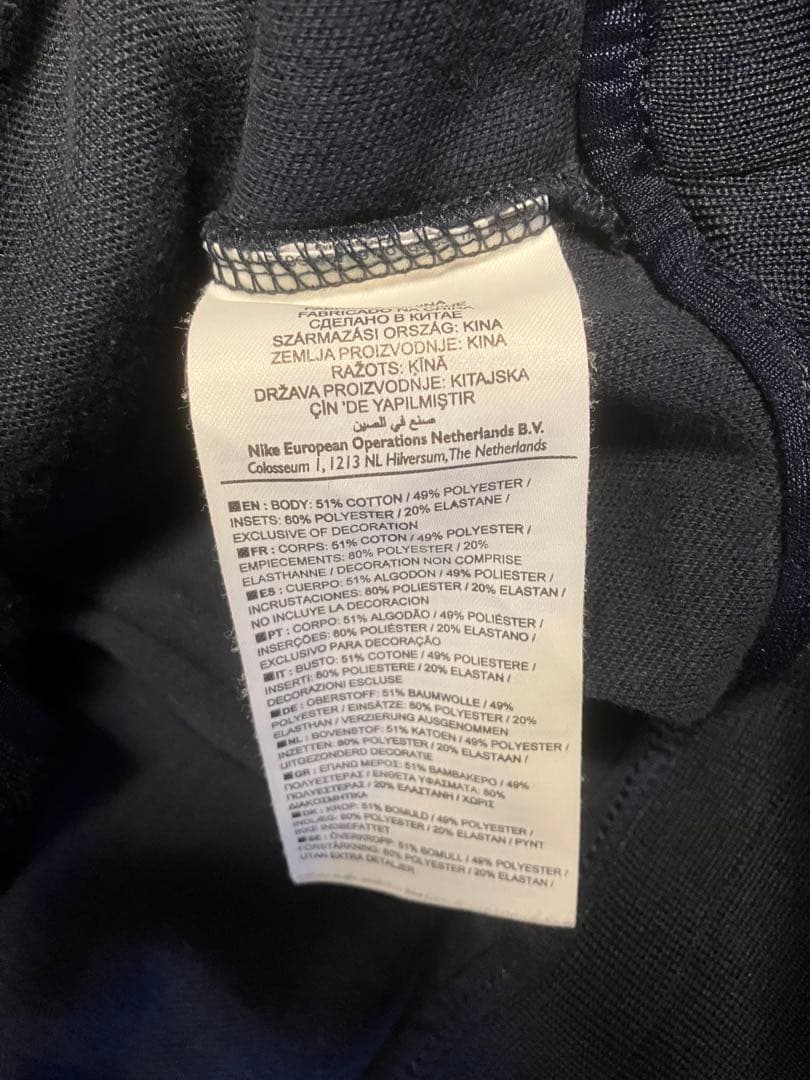 FABRICADO NA CHINA
СДЕЛАНО В КИТАЕ
SZÁRMAZÁSI ORSZÁG: KINA
ZEMLJA PROIZVODNJE: KINA
RAŽOTS: ĶĪNĀ
DRŽAVA PROIZVODNJE: KITAJSKA
ÇİN 'DE YAPILMIŞTIR
صنع في الصين
Nike European Operations Netherlands B.V.
Colosseum 1, 1213 NL Hilversum, The Netherlands
EN : BODY: 51% COTTON / 49% POLYESTER /
INSETS: 80% POLYESTER / 20% ELASTANE /
EXCLUSIVE OF DECORATION
FR : CORPS: 51% COTON / 49% POLYESTER /
EMPIECEMENTS: 80% POLYESTER / 20%
ELASTHANNE / DECORATION NON COMPRISE
ES : CUERPO: 51% ALGODON / 49% POLIESTER /
INCRUSTACIONES: 80% POLIESTER / 20% ELASTAN /
NO INCLUYE LA DECORACION
PT : CORPO: 51% ALGODÃO / 49% POLIÉSTER /
INSERÇÕES: 80% POLIÉSTER / 20% ELASTANO /
EXCLUSIVO PARA DECORAÇÃO
IT : BUSTO: 51% COTONE / 49% POLIESTERE /
INSERTI: 80% POLIESTERE / 20% ELASTAN /
DECORAZIONI ESCLUSE
DE : OBERSTOFF: 51% BAUMWOLLE / 49%
POLYESTER / EINSÄTZE: 80% POLYESTER / 20%
ELASTHAN / VERZIERUNG AUSGENOMMEN
NL : BOVENSTOF: 51% KATOEN / 49% POLYESTER /
INZETTEN: 80% POLYESTER / 20% ELASTAAN /
UITGEZONDERD DECORATIE
GR : ΕΠΑΝΩ ΜΕΡΟΣ: 51% ΒΑΜΒΑΚΕΡΟ / 49%
ΠΟΛΥΕΣΤΕΡΑΣ / ΕΝΘΕΤΑ ΥΦΑΣΜΑΤΑ: 80%
ΠΟΛΥΕΣΤΕΡΑΣ / 20% ΕΛΑΣΤΑΝΗ / ΧΩΡΙΣ
ΔΙΑΚΟΣΜΗΤΙΚΑ
DK : KROP: 51% BOMULD / 49% POLYESTER /
INDLÆG: 80% POLYESTER / 20% ELASTAN / PYNT
IKKE INDBEFATTET
SE : ÖVERKROPP: 51% BOMULL / 49% POLYESTER /
FÖRSTÄRKNING: 80% POLYESTER / 20% ELASTAN /
UTAN EXTRA DETALJER